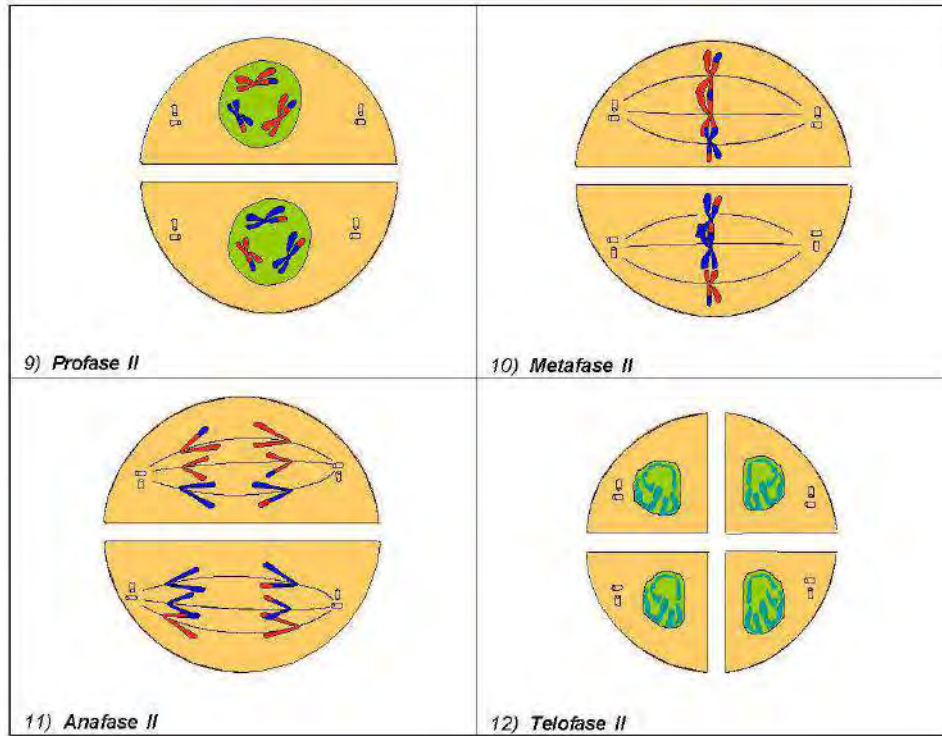 9) Profase II
10) Metafase II
11) Anafase II
12) Telofase II